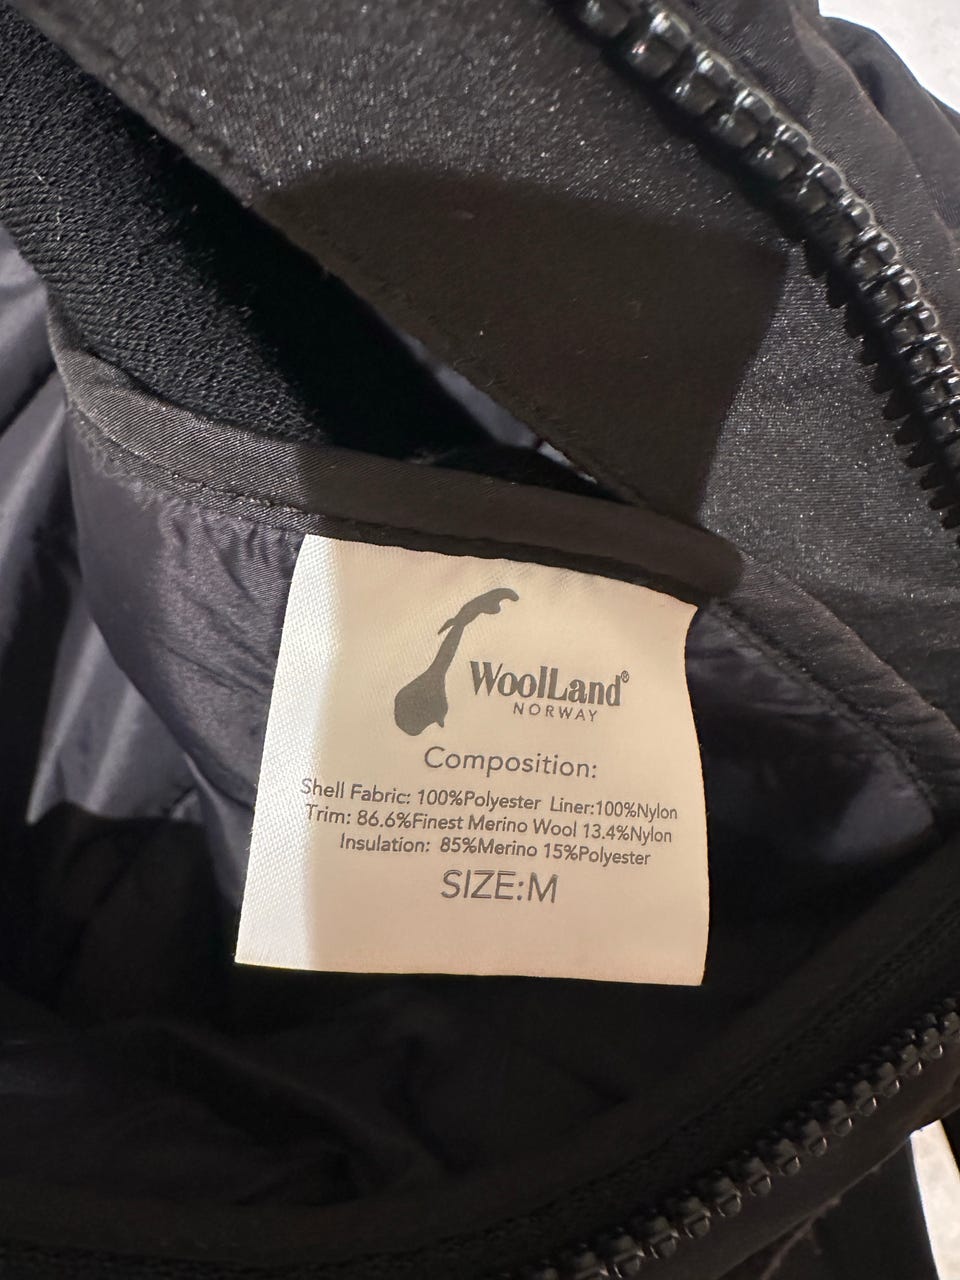 WoolLand®
NORWAY
Composition:
Shell Fabric: 100%Polyester Liner:100%Nylon
Trim: 86.6%Finest Merino Wool 13.4%Nylon
Insulation: 85%Merino 15%Polyester
SIZE:M